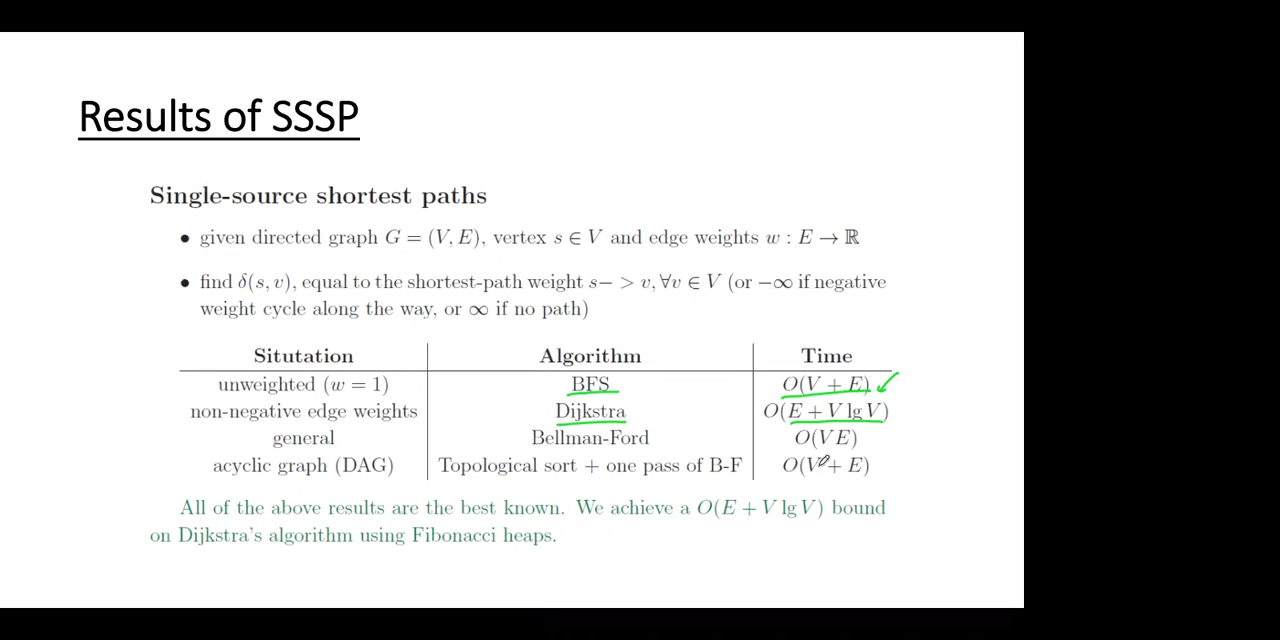 Results of SSSP
Single-source shortest paths
• given directed graph G = (V, E), vertex s ∈ V and edge weights w : E → ℝ
• find δ(s, v), equal to the shortest-path weight s− > v, ∀v ∈ V (or −∞ if negative
weight cycle along the way, or ∞ if no path)
Situtation Algorithm Time
unweighted (w = 1) BFS O(V + E)
non-negative edge weights Dijkstra O(E + V lg V)
general Bellman-Ford O(VE)
acyclic graph (DAG) Topological sort + one pass of B-F O(V + E)
All of the above results are the best known. We achieve a O(E + V lg V) bound
on Dijkstra's algorithm using Fibonacci heaps.